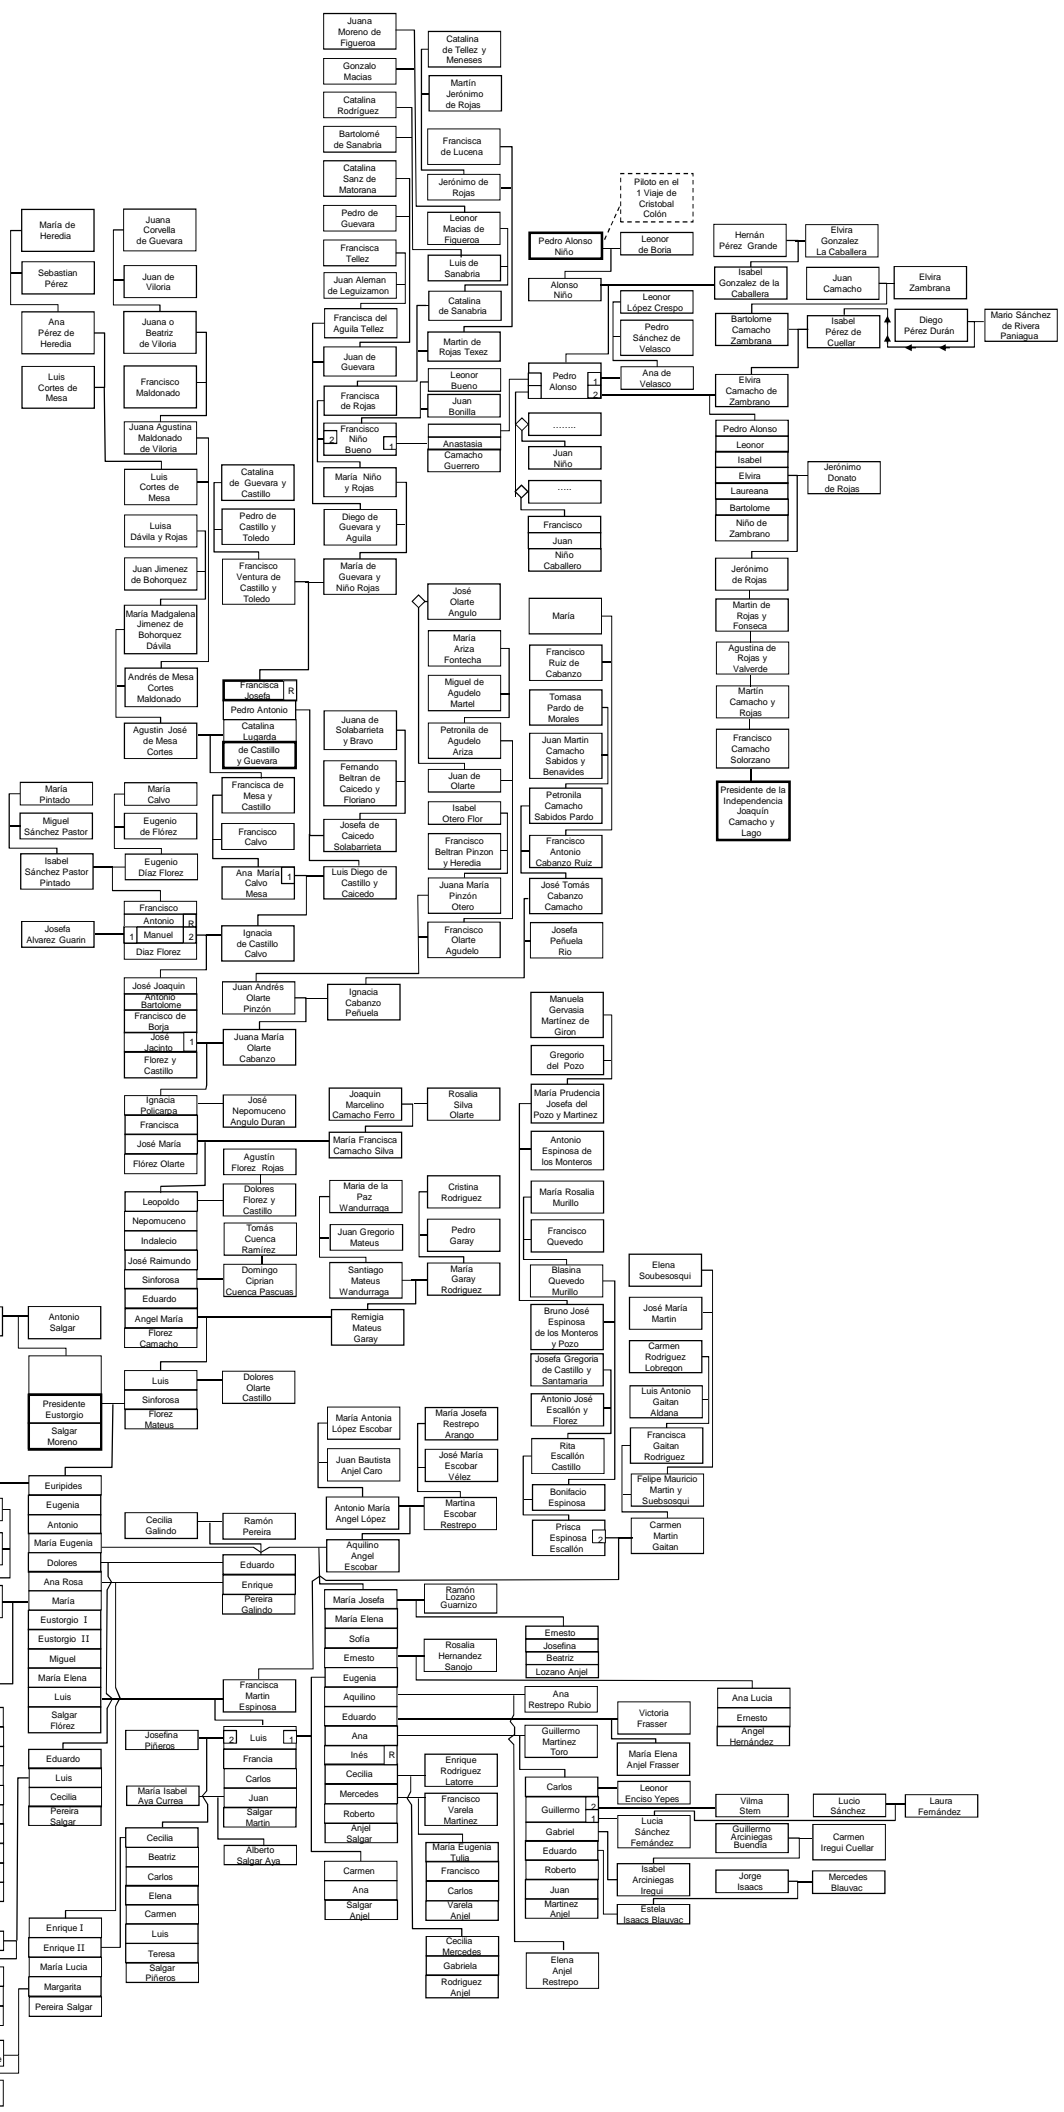 Juana
Moreno de
Figueroa
Catalina
de Tellez y
Meneses
Gonzalo
Macias
Martín
Jerónimo
de Rojas
Catalina
Rodríguez
Bartolomé
de Sanabria
Francisca
de Lucena
Catalina
Sanz de
Matorana
Jerónimo de
Rojas
Piloto en el
1 Viaje de
Cristobal
Colón
Pedro de
Guevara
Leonor
Macias de
Figueroa
María de
Heredia
Juana
Corvella
de Guevara
Pedro Alonso
Niño
Leonor
de Boria
Hernán
Pérez Grande
Elvira
Gonzalez
La Caballera
Francisca
Tellez
Luis de
Sanabria
Sebastian
Pérez
Juan de
Viloria
Juan Aleman
de Leguizamon
Alonso
Niño
Isabel
Gonzalez de la
Caballera
Juan
Camacho
Elvira
Zambrana
Catalina
de Sanabria
Leonor
López Crespo
Ana
Pérez de
Heredia
Juana o
Beatriz
de Viloria
Francisca del
Aguila Tellez
Bartolome
Camacho
Zambrana
Isabel
Pérez de
Cuellar
Diego
Pérez Durán
Mario Sánchez
de Rivera
Paniagua
Martin de
Rojas Texez
Pedro
Sánchez de
Velasco
Juan de
Guevara
Luis
Cortes de
Mesa
Francisco
Maldonado
Leonor
Bueno
Pedro
Alonso
1
2
Ana de
Velasco
Elvira
Camacho de
Zambrano
Francisca
de Rojas
Juan
Bonilla
Juana Agustina
Maldonado
de Viloria
Francisco
Niño
Bueno
2
1
Anastasia
Camacho
Guerrero
........
Juan
Niño
Pedro Alonso
Leonor
Isabel
Elvira
Laureana
Bartolome
Niño de
Zambrano
Jerónimo
Donato
de Rojas
Luis
Cortes de
Mesa
Catalina
de Guevara y
Castillo
María Niño
y Rojas
.....
Luisa
Dávila y Rojas
Pedro de
Castillo y
Toledo
Diego de
Guevara y
Aguila
Francisco
Juan
Niño
Caballero
Juan Jimenez
de Bohorquez
Francisco
Ventura de
Castillo y
Toledo
María de
Guevara y
Niño Rojas
Jerónimo
de Rojas
José
Olarte
Angulo
María
Martin de
Rojas y
Fonseca
María Madgalena
Jimenez de
Bohorquez
Dávila
María
Ariza
Fontecha
Francisco
Ruiz de
Cabanzo
Agustina de
Rojas y
Valverde
Andrés de Mesa
Cortes
Maldonado
Francisca
Josefa
R
Pedro Antonio
Catalina
Lugarda
de Castillo
y Guevara
Miguel de
Agudelo
Martel
Tomasa
Pardo de
Morales
Martín
Camacho y
Rojas
Agustin José
de Mesa
Cortes
Juana de
Solabarrieta
y Bravo
Petronila de
Agudelo
Ariza
Juan Martin
Camacho
Sabidos y
Benavides
Francisco
Camacho
Solorzano
María
Pintado
María
Calvo
Francisca de
Mesa y
Castillo
Fernando
Beltran de
Caicedo y
Floriano
Juan de
Olarte
Petronila
Camacho
Sabidos Pardo
Presidente de la
Independencia
Joaquín
Camacho y
Lago
Miguel
Sánchez Pastor
Eugenio
de Flórez
Francisco
Calvo
Josefa de
Caicedo
Solabarrieta
Isabel
Otero Flor
Francisco
Beltran Pinzon
y Heredia
Francisco
Antonio
Cabanzo Ruiz
Isabel
Sánchez Pastor
Pintado
Eugenio
Díaz Florez
Ana María
Calvo
Mesa
1
Luis Diego de
Castillo y
Caicedo
Juana María
Pinzón
Otero
José Tomás
Cabanzo
Camacho
Josefa
Alvarez Guarin
Francisco
Antonio
R
1
Manuel
2
Diaz Florez
Ignacia
de Castillo
Calvo
Francisco
Olarte
Agudelo
Josefa
Peñuela
Rio
José Joaquin
Antonio
Bartolome
Francisco de
Borja
José
Jacinto
1
Florez y
Castillo
Juan Andrés
Olarte
Pinzón
Ignacia
Cabanzo
Peñuela
Manuela
Gervasia
Martínez de
Giron
Juana María
Olarte
Cabanzo
Gregorio
del Pozo
Ignacia
Policarpa
Francisca
José María
Flórez Olarte
José
Nepomuceno
Angulo Duran
Joaquin
Marcelino
Camacho Ferro
Rosalia
Silva
Olarte
María Prudencia
Josefa del
Pozo y Martinez
María Francisca
Camacho Silva
Antonio
Espinosa de
los Monteros
Agustín
Florez Rojas
Leopoldo
Nepomuceno
Indalecio
José Raimundo
Sinforosa
Eduardo
Angel María
Florez
Camacho
Dolores
Florez y
Castillo
Maria de la
Paz
Wandurraga
Cristina
Rodriguez
María Rosalia
Murillo
Tomás
Cuenca
Ramírez
Juan Gregorio
Mateus
Pedro
Garay
Francisco
Quevedo
Domingo
Ciprian
Cuenca Pascuas
Santiago
Mateus
Wandurraga
María
Garay
Rodriguez
Blasina
Quevedo
Murillo
Elena
Soubesosqui
Antonio
Salgar
Remigia
Mateus
Garay
Bruno José
Espinosa
de los Monteros
y Pozo
José María
Martin
Carmen
Rodriguez
Lobregon
Presidente
Eustorgio
Salgar
Moreno
Luis
Sinforosa
Florez
Mateus
Dolores
Olarte
Castillo
Josefa Gregoria
de Castillo y
Santamaria
Luis Antonio
Gaitan
Aldana
María Antonia
López Escobar
María Josefa
Restrepo
Arango
Antonio José
Escallón y
Florez
Francisca
Gaitan
Rodriguez
Juan Bautista
Anjel Caro
José María
Escobar
Vélez
Rita
Escallón
Castillo
Felipe Mauricio
Martin y
Suebsosqui
Euripides
Eugenia
Antonio
María Eugenia
Dolores
Ana Rosa
María
Eustorgio I
Eustorgio II
Miguel
María Elena
Luis
Salgar
Flórez
Cecilia
Galindo
Ramón
Pereira
Antonio María
Angel López
Martina
Escobar
Restrepo
Bonifacio
Espinosa
Prisca
Espinosa
Escallón
2
Carmen
Martin
Gaitan
Aquilino
Angel
Escobar
Eduardo
Enrique
Pereira
Galindo
María Josefa
María Elena
Sofía
Ernesto
Eugenia
Aquilino
Eduardo
Ana
Inés
R
Cecilia
Mercedes
Roberto
Anjel
Salgar
Ramón
Lozano
Guarnizo
Ernesto
Josefina
Beatriz
Lozano Anjel
Rosalia
Hernandez
Sanojo
Francisca
Martin
Espinosa
Ana
Restrepo Rubio
Victoria
Frasser
Ana Lucia
Ernesto
Angel
Hernández
Josefina
Piñeros
2
Luis
1
Francia
Carlos
Juan
Salgar
Martin
Guillermo
Martinez
Toro
María Elena
Anjel Frasser
Eduardo
Luis
Cecilia
Pereira
Salgar
María Isabel
Aya Currea
Enrique
Rodriguez
Latorre
Francisco
Varela
Martinez
Carlos
Guillermo
2
1
Gabriel
Eduardo
Roberto
Juan
Martinez
Anjel
Leonor
Enciso Yepes
Vilma
Stern
Lucio
Sánchez
Laura
Fernández
Lucia
Sánchez
Fernández
Guillermo
Arciniegas
Buendia
Carmen
Iregui Cuellar
Alberto
Salgar Aya
Cecilia
Beatriz
Carlos
Elena
Carmen
Luis
Teresa
Salgar
Piñeros
Carmen
Ana
Salgar
Anjel
María Eugenia
Tulia
Francisco
Carlos
Varela
Anjel
Isabel
Arciniegas
Iregui
Jorge
Isaacs
Mercedes
Blauvac
Estela
Isaacs Blauvac
Enrique I
Enrique II
María Lucia
Margarita
Pereira Salgar
Cecilia
Mercedes
Gabriela
Rodriguez
Anjel
Elena
Anjel
Restrepo